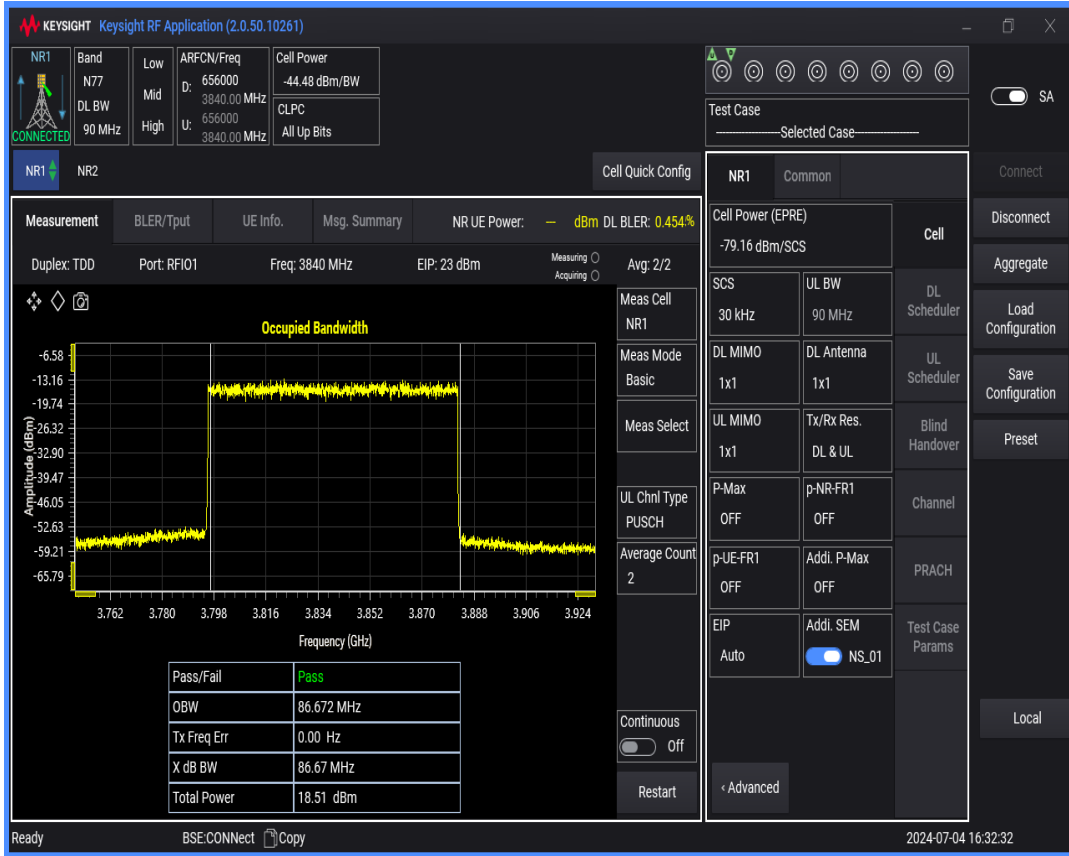 KEYSIGHT Keysight RF Application (2.0.50.10261)
NR1
CONNECTED
Band
N77
DL BW
90 MHz
Low
Mid
High
ARFCN/Freq
D: 656000
3840.00 MHz
U: 656000
3840.00 MHz
Cell Power
-44.48 dBm/BW
CLPC
All Up Bits
Test Case
--------------------Selected Case-----------------
SA
NR1 NR2
Cell Quick Config
Measurement BLER/Tput UE Info. Msg. Summary NR UE Power: --- dBm DL BLER: 0.454%
Duplex: TDD Port: RFIO1 Freq: 3840 MHz EIP: 23 dBm Measuring Acquiring Avg: 2/2
Occupied Bandwidth
Amplitude (dBm)
-6.58
-13.16
-19.74
-26.32
-32.90
-39.47
-46.05
-52.63
-59.21
-65.79
3.762 3.780 3.798 3.816 3.834 3.852 3.870 3.888 3.906 3.924
Frequency (GHz)
Pass/Fail Pass
OBW 86.672 MHz
Tx Freq Err 0.00 Hz
X dB BW 86.67 MHz
Total Power 18.51 dBm
Meas Cell
NR1
Meas Mode
Basic
Meas Select
UL Chnl Type
PUSCH
Average Count
2
Continuous
Off
Restart
NR1 Common
Cell Power (EPRE)
-79.16 dBm/SCS
SCS
30 kHz
UL BW
90 MHz
DL MIMO
1x1
DL Antenna
1x1
UL MIMO
1x1
Tx/Rx Res.
DL & UL
P-Max
OFF
p-NR-FR1
OFF
p-UE-FR1
OFF
Addi. P-Max
OFF
EIP
Auto
Addi. SEM
NS_01
‹ Advanced
Cell
DL
Scheduler
UL
Scheduler
Blind
Handover
Channel
PRACH
Test Case
Params
Connect
Disconnect
Aggregate
Load
Configuration
Save
Configuration
Preset
Local
Ready BSE:CONNect Copy 2024-07-04 16:32:32